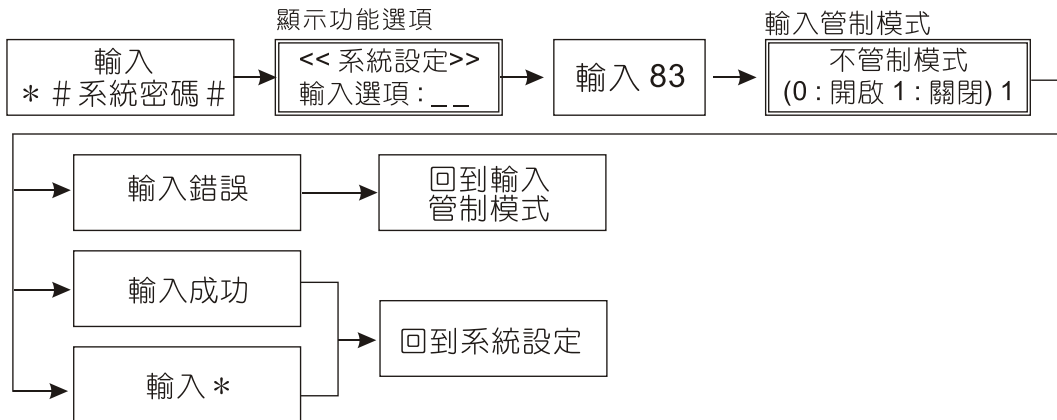 顯示功能選項
輸入管制模式
輸入
＊＃系統密碼＃
<< 系統設定>>
輸入選項：_ _
輸入 83
不管制模式
(0：開啟 1：關閉) 1
輸入錯誤
回到輸入
管制模式
輸入成功
回到系統設定
輸入＊